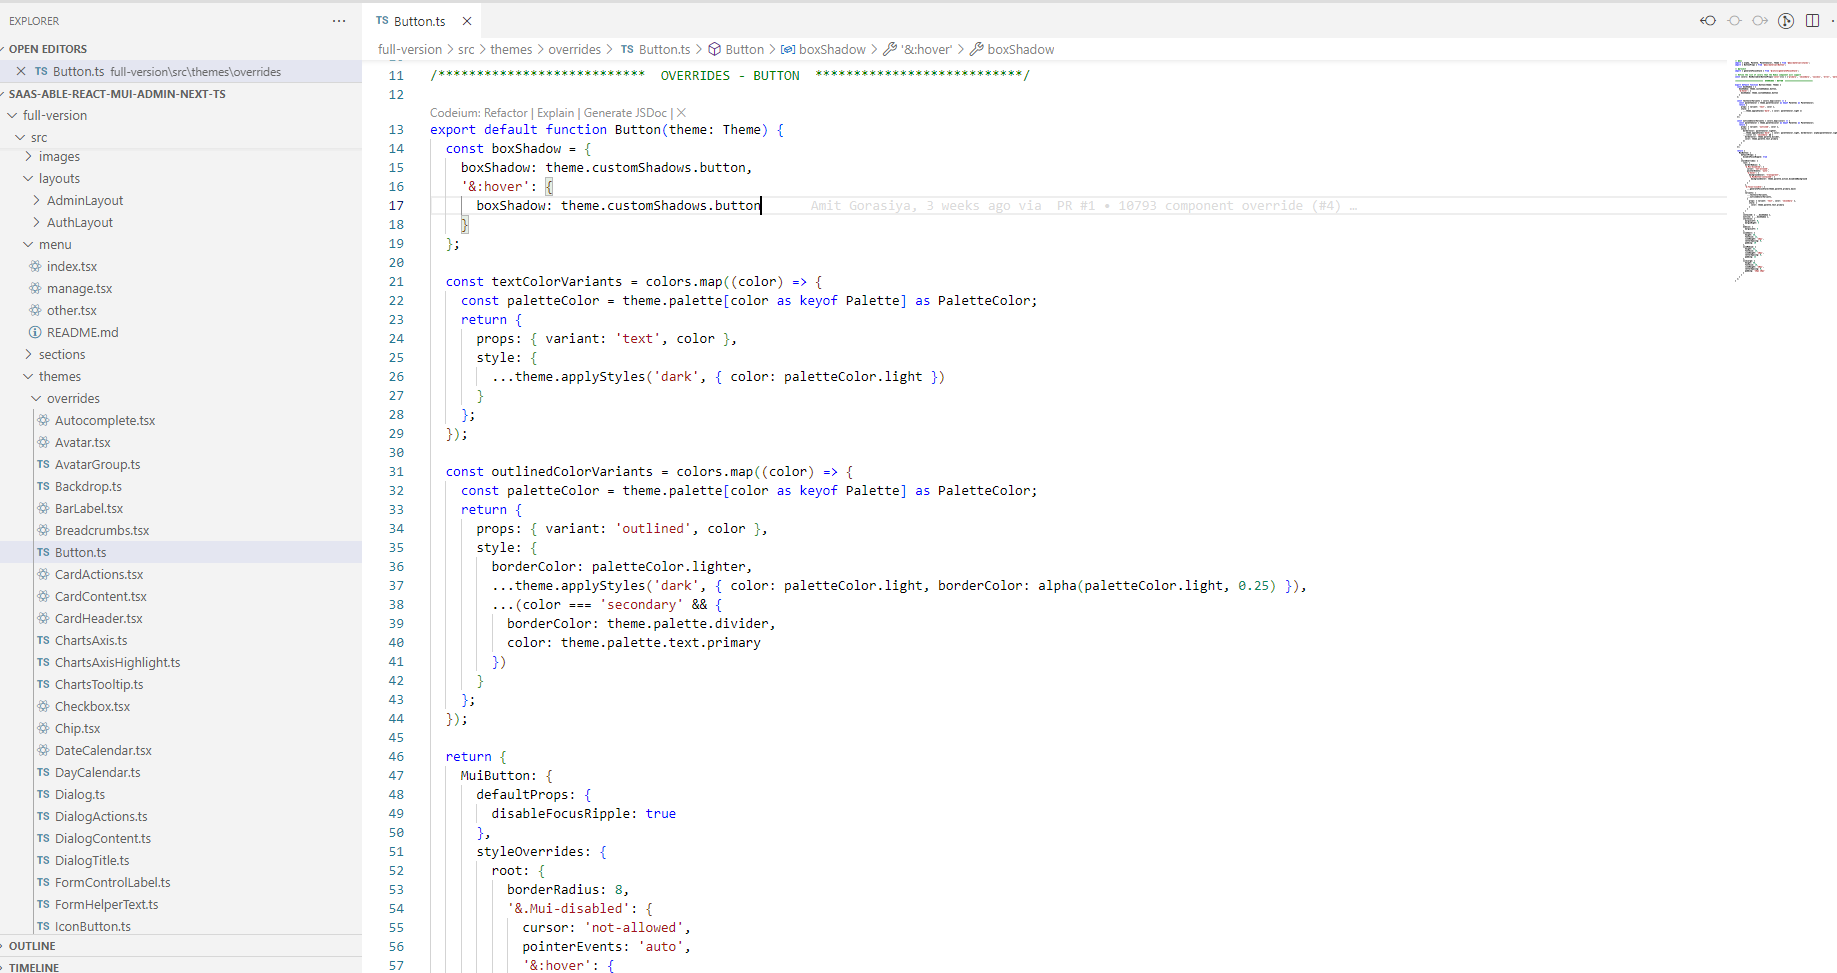 EXPLORER
OPEN EDITORS
TS Button.ts full-version\src\themes\overrides
SAAS-ABLE-REACT-MUI-ADMIN-NEXT-TS
full-version
src
images
layouts
AdminLayout
AuthLayout
menu
index.tsx
manage.tsx
other.tsx
README.md
sections
themes
overrides
Autocomplete.tsx
Avatar.tsx
TS AvatarGroup.ts
TS Backdrop.ts
BarLabel.tsx
Breadcrumbs.tsx
TS Button.ts
CardActions.tsx
CardContent.tsx
CardHeader.tsx
TS ChartsAxis.ts
TS ChartsAxisHighlight.ts
TS ChartsTooltip.ts
Checkbox.tsx
Chip.tsx
DateCalendar.tsx
TS DayCalendar.ts
TS Dialog.ts
TS DialogActions.ts
TS DialogContent.ts
TS DialogTitle.ts
TS FormControlLabel.ts
TS FormHelperText.ts
TS IconButton.ts
OUTLINE
TIMELINE
TS Button.ts
full-version > src > themes > overrides > TS Button.ts > Button > boxShadow > '&:hover' > boxShadow
11 /*************************** OVERRIDES - BUTTON ***************************/
12
Codeium: Refactor | Explain | Generate JSDoc | X
13 export default function Button(theme: Theme) {
14 const boxShadow = {
15 boxShadow: theme.customShadows.button,
16 '&:hover': {
17 boxShadow: theme.customShadows.button Amit Gorasiya, 3 weeks ago via PR #1 • 10793 component override (#4) …
18 }
19 };
20
21 const textColorVariants = colors.map((color) => {
22 const paletteColor = theme.palette[color as keyof Palette] as PaletteColor;
23 return {
24 props: { variant: 'text', color },
25 style: {
26 ...theme.applyStyles('dark', { color: paletteColor.light })
27 }
28 };
29 });
30
31 const outlinedColorVariants = colors.map((color) => {
32 const paletteColor = theme.palette[color as keyof Palette] as PaletteColor;
33 return {
34 props: { variant: 'outlined', color },
35 style: {
36 borderColor: paletteColor.lighter,
37 ...theme.applyStyles('dark', { color: paletteColor.light, borderColor: alpha(paletteColor.light, 0.25) }),
38 ...(color === 'secondary' && {
39 borderColor: theme.palette.divider,
40 color: theme.palette.text.primary
41 })
42 }
43 };
44 });
45
46 return {
47 MuiButton: {
48 defaultProps: {
49 disableFocusRipple: true
50 },
51 styleOverrides: {
52 root: {
53 borderRadius: 8,
54 '&.Mui-disabled': {
55 cursor: 'not-allowed',
56 pointerEvents: 'auto',
57 '&:hover': {